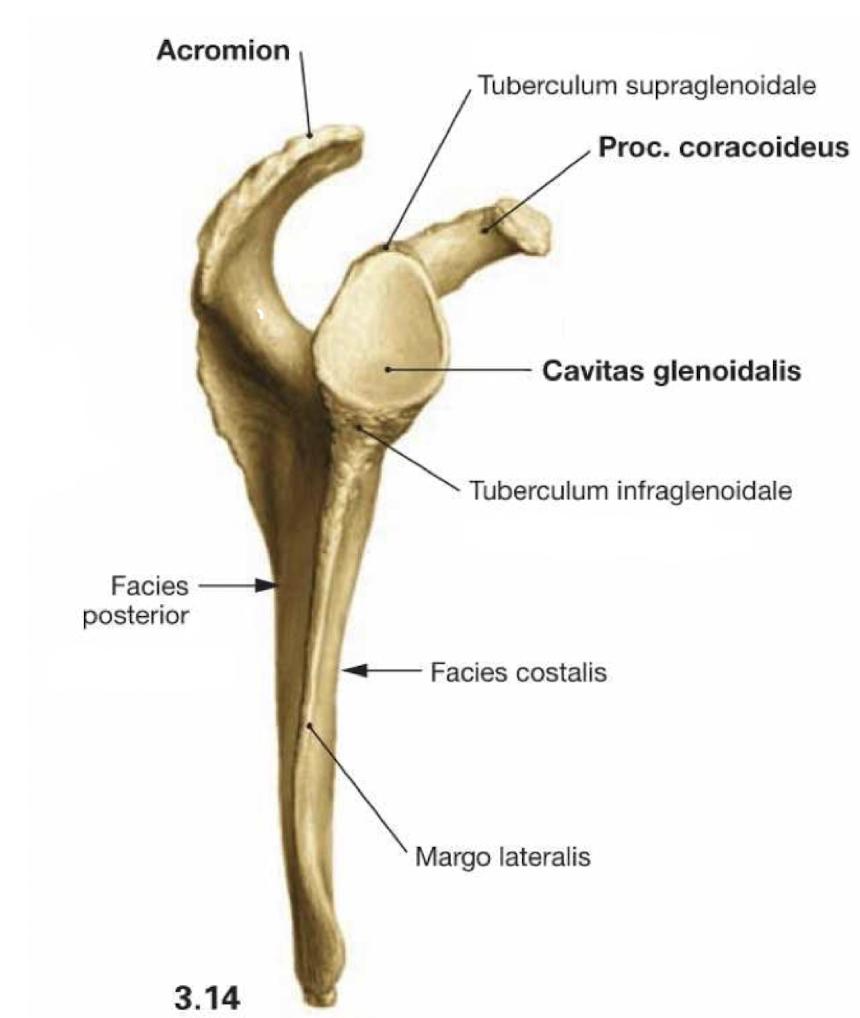 Acromion
Tuberculum supraglenoidale
Proc. coracoideus
Cavitas glenoidalis
Tuberculum infraglenoidale
Facies
posterior
Facies costalis
Margo lateralis
3.14